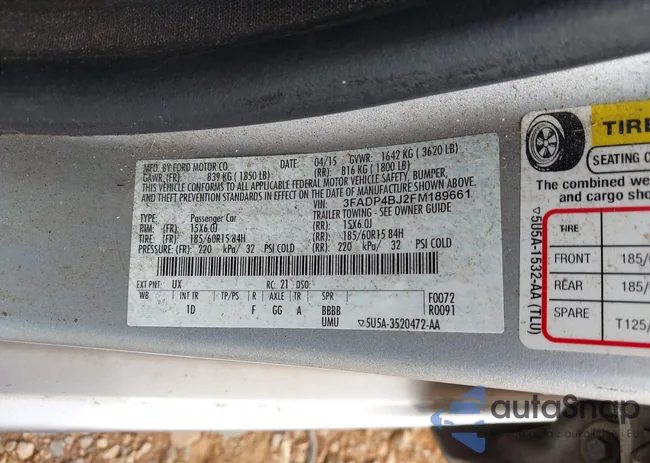 MFD. BY FORD MOTOR CO.
DATE: 04/15 GVWR: 1642 KG ( 3620 LB)
GAWR:(FR): 839 KG ( 1850 LB) (RR): 816 KG ( 1800 LB)
THIS VEHICLE CONFORMS TO ALL APPLICABLE FEDERAL MOTOR VEHICLE SAFETY, BUMPER,
AND THEFT PREVENTION STANDARDS IN EFFECT ON THE DATE OF MANUFACTURE SHOWN ABOVE.
VIN: 3FADP4BJ2FM189661
TYPE: Passenger Car TRAILER TOWING - SEE OWNER GUIDE
RIM: (FR): 15X6.0J (RR): 15X6.0J
TIRE: (FR): 185/60R15 84H (RR): 185/60R15 84H
PRESSURE: (FR): 220 kPa/ 32 PSI COLD (RR): 220 kPa/ 32 PSI COLD
EXT PNT: UX RC: 21 DSO:
WB INT TR TP/PS R AXLE TR SPR F0072
1D F GG A BBBB R0091
UMU ▽5U5A-3520472-AA
▽5U5A-1532-AA (TLU)
TIRE
SEATING
The combined we
and cargo sho
TIRE
FRONT 185/
REAR 185/
SPARE T125/
autoSnap